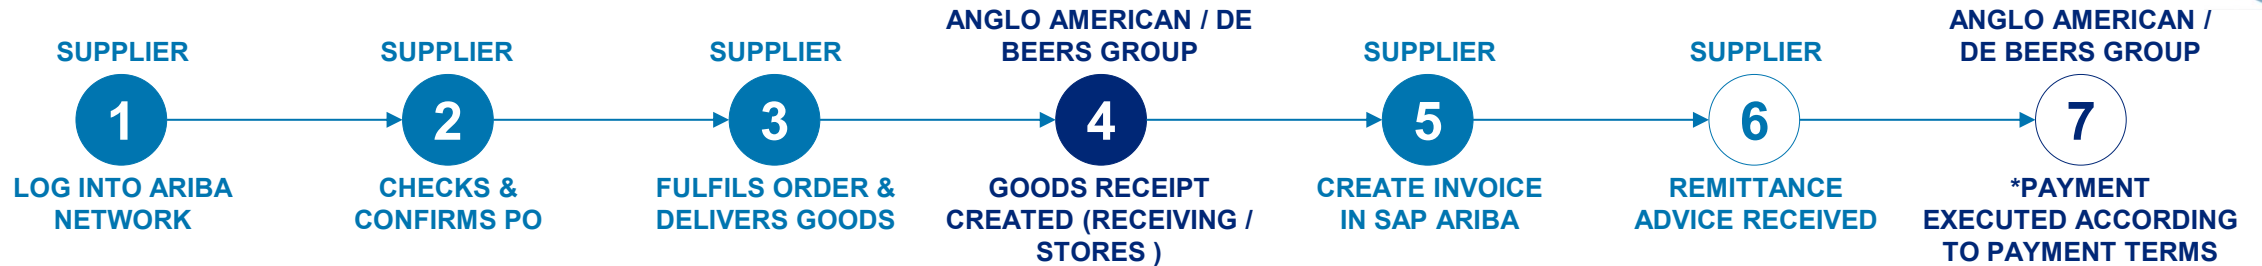 SUPPLIER
1
LOG INTO ARIBA
NETWORK
SUPPLIER
2
CHECKS &
CONFIRMS PO
SUPPLIER
3
FULFILS ORDER &
DELIVERS GOODS
ANGLO AMERICAN / DE
BEERS GROUP
4
GOODS RECEIPT
CREATED (RECEIVING /
STORES )
SUPPLIER
5
CREATE INVOICE
IN SAP ARIBA
SUPPLIER
6
REMITTANCE
ADVICE RECEIVED
ANGLO AMERICAN /
DE BEERS GROUP
7
*PAYMENT
EXECUTED ACCORDING
TO PAYMENT TERMS